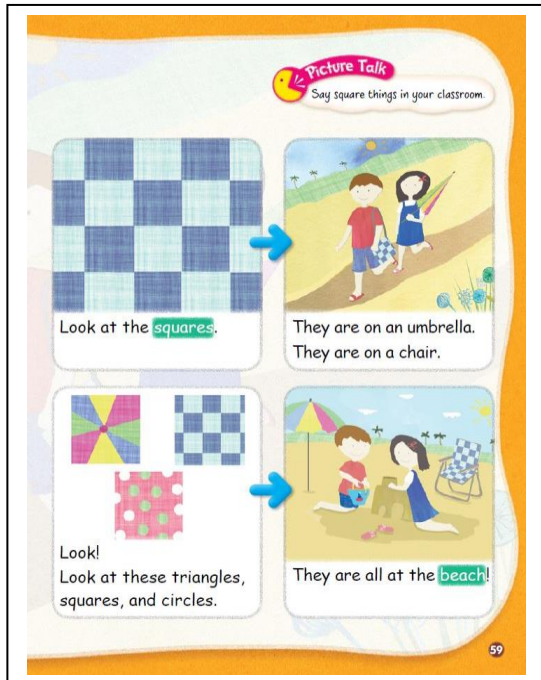 Picture Talk
Say square things in your classroom.
Look at the squares.
They are on an umbrella.
They are on a chair.
Look!
Look at these triangles,
squares, and circles.
They are all at the beach!
59